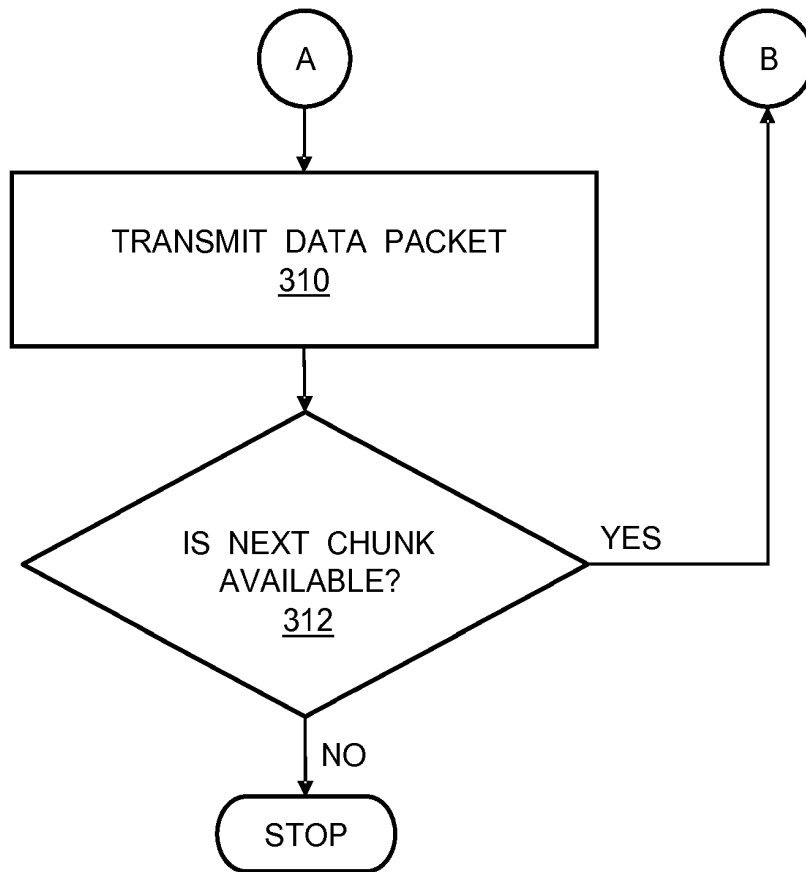 A
B
TRANSMIT DATA PACKET
310
IS NEXT CHUNK
AVAILABLE?
312
YES
NO
STOP